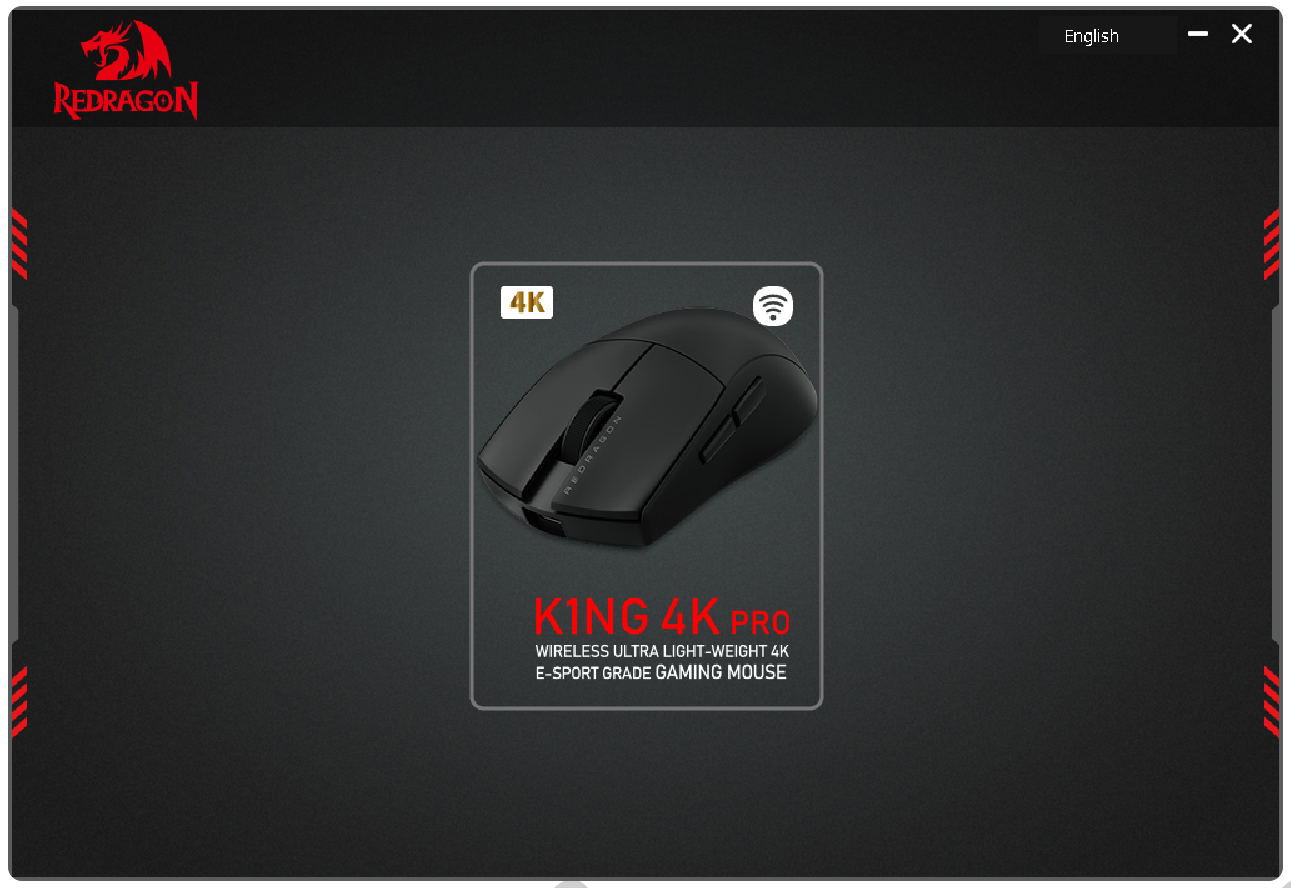 REDRAGON
English
4K
REDRAGON
K1NG 4K PRO
WIRELESS ULTRA LIGHT-WEIGHT 4K
E-SPORT GRADE GAMING MOUSE